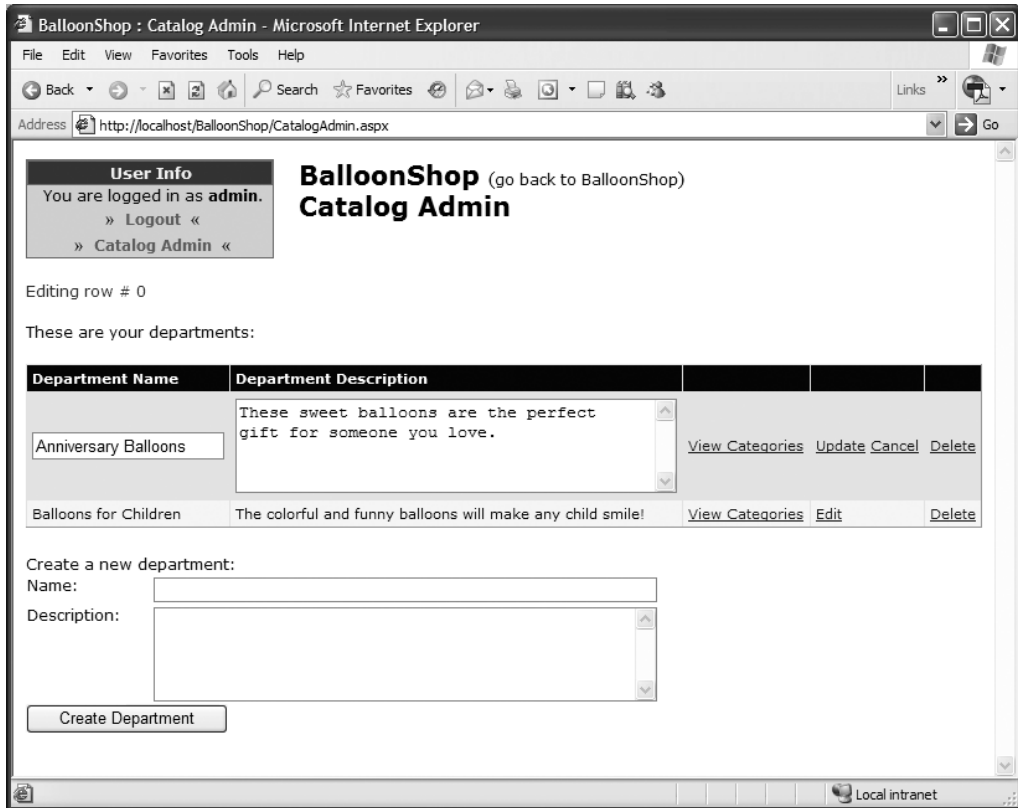 BalloonShop : Catalog Admin - Microsoft Internet Explorer
File Edit View Favorites Tools Help
Back Search Favorites Links »
Address http://localhost/BalloonShop/CatalogAdmin.aspx Go
User Info
You are logged in as admin.
» Logout «
» Catalog Admin «
BalloonShop (go back to BalloonShop)
Catalog Admin
Editing row # 0
These are your departments:
Department Name Department Description
Anniversary Balloons
These sweet balloons are the perfect
gift for someone you love.
View Categories Update Cancel Delete
Balloons for Children The colorful and funny balloons will make any child smile! View Categories Edit Delete
Create a new department:
Name:
Description:
Create Department
Local intranet